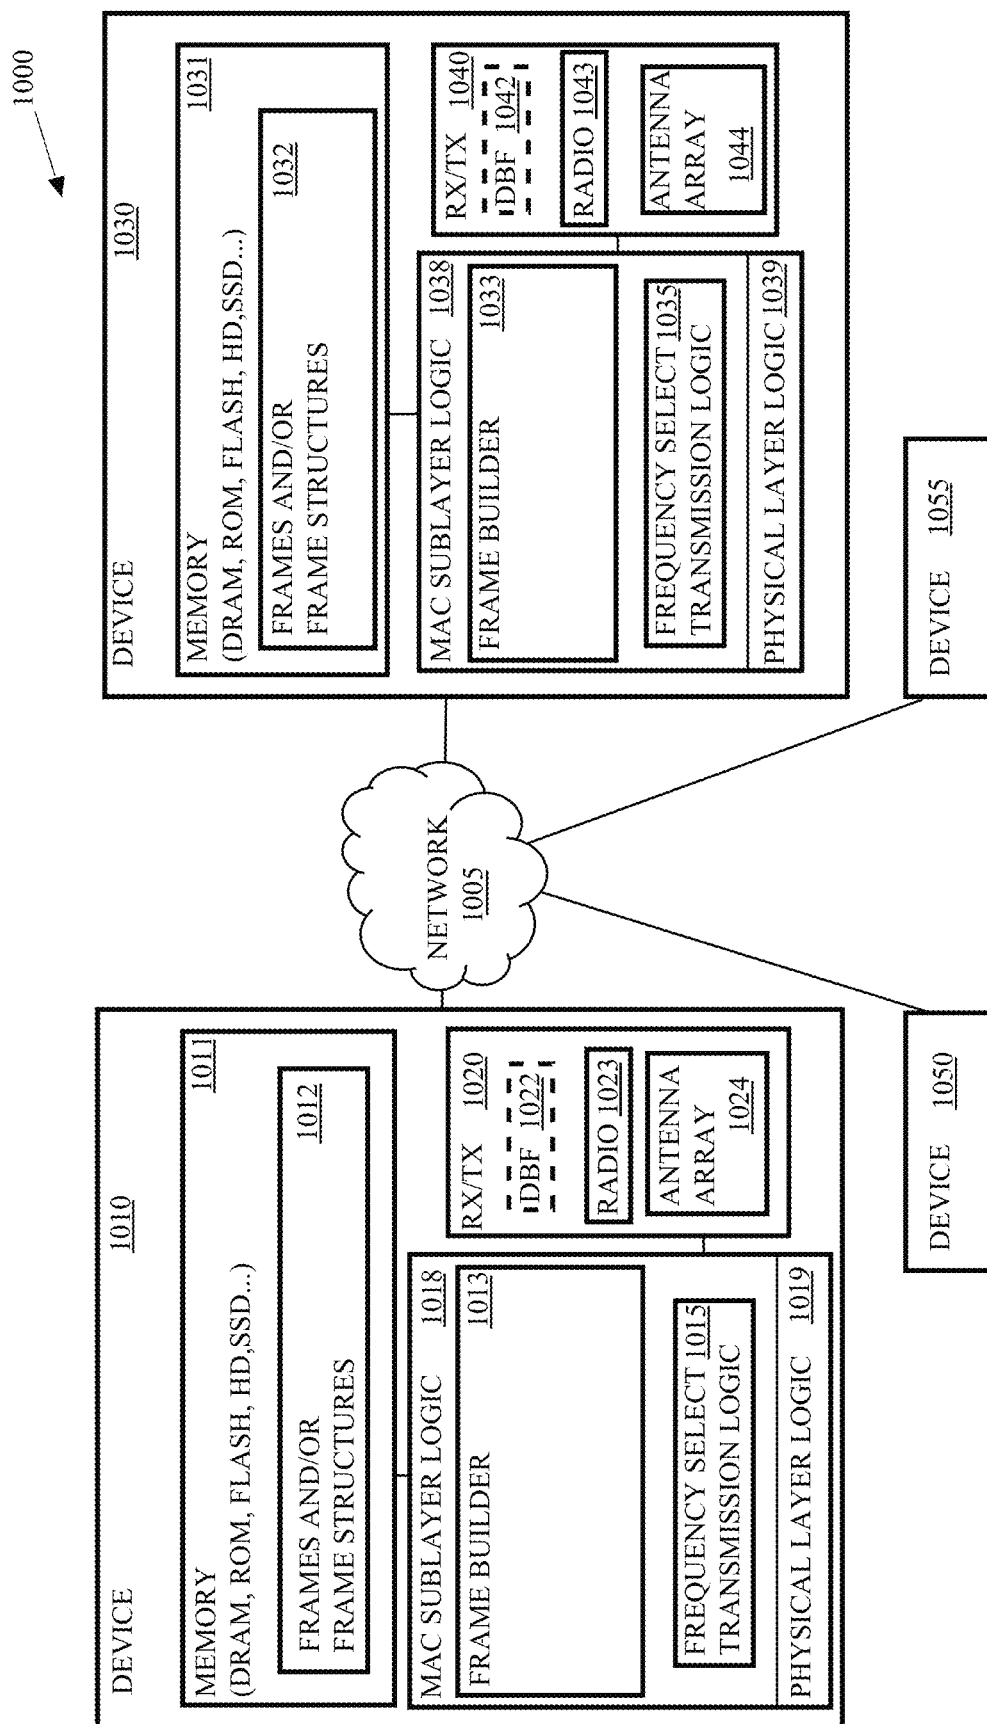 1000
DEVICE 1010
MEMORY 1011
(DRAM, ROM, FLASH, HD,SSD...)
FRAMES AND/OR 1012
FRAME STRUCTURES
MAC SUBLAYER LOGIC 1018
FRAME BUILDER 1013
FREQUENCY SELECT 1015
TRANSMISSION LOGIC
PHYSICAL LAYER LOGIC 1019
RX/TX 1020
DBF 1022
RADIO 1023
ANTENNA
ARRAY
1024
NETWORK
1005
DEVICE 1030
MEMORY 1031
(DRAM, ROM, FLASH, HD,SSD...)
FRAMES AND/OR 1032
FRAME STRUCTURES
MAC SUBLAYER LOGIC 1038
FRAME BUILDER 1033
FREQUENCY SELECT 1035
TRANSMISSION LOGIC
PHYSICAL LAYER LOGIC 1039
RX/TX 1040
DBF 1042
RADIO 1043
ANTENNA
ARRAY
1044
DEVICE 1050
DEVICE 1055